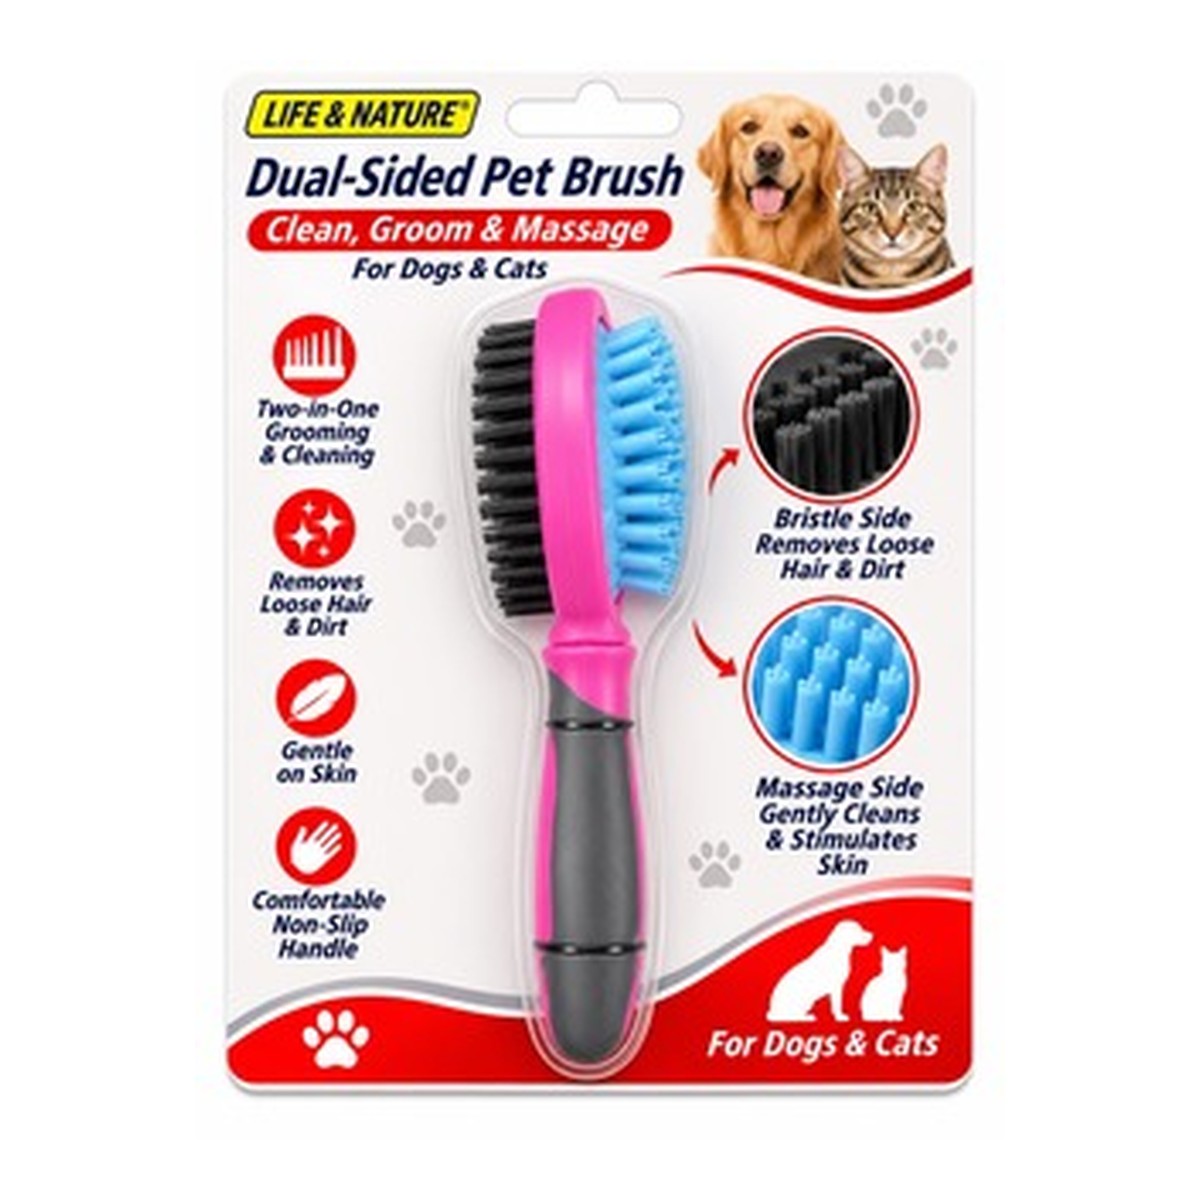 LIFE & NATURE®
Dual-Sided Pet Brush
Clean, Groom & Massage
For Dogs & Cats
Two-in-One
Grooming
& Cleaning
Removes
Loose Hair
& Dirt
Gentle
on Skin
Comfortable
Non-Slip
Handle
Bristle Side
Removes Loose
Hair & Dirt
Massage Side
Gently Cleans
& Stimulates
Skin
For Dogs & Cats